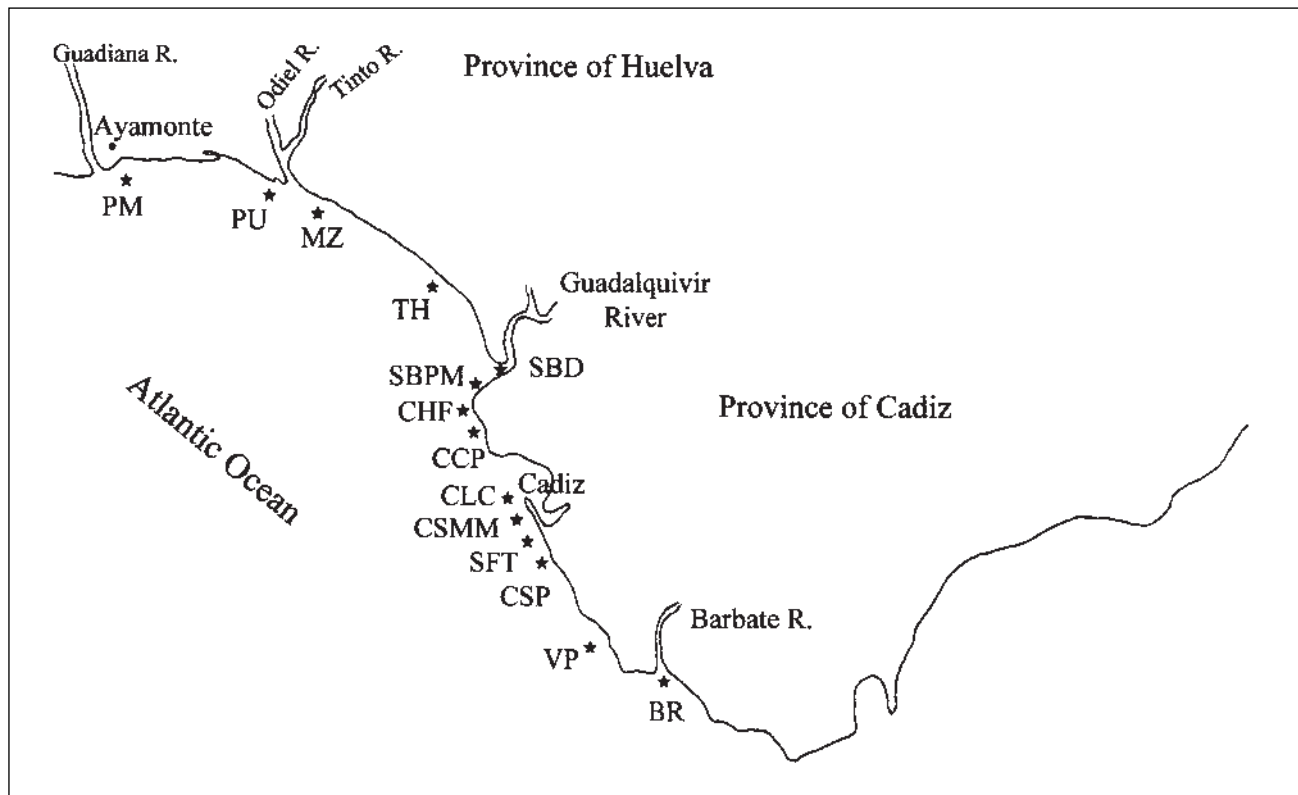 Guadiana R.
Odiel R.
Tinto R.
Province of Huelva
Ayamonte
PM
PU
MZ
TH
Guadalquivir
River
SBD
SBPM
CHF
CCP
Province of Cadiz
Atlantic Ocean
Cadiz
CLC
CSMM
SFT
CSP
VP
Barbate R.
BR